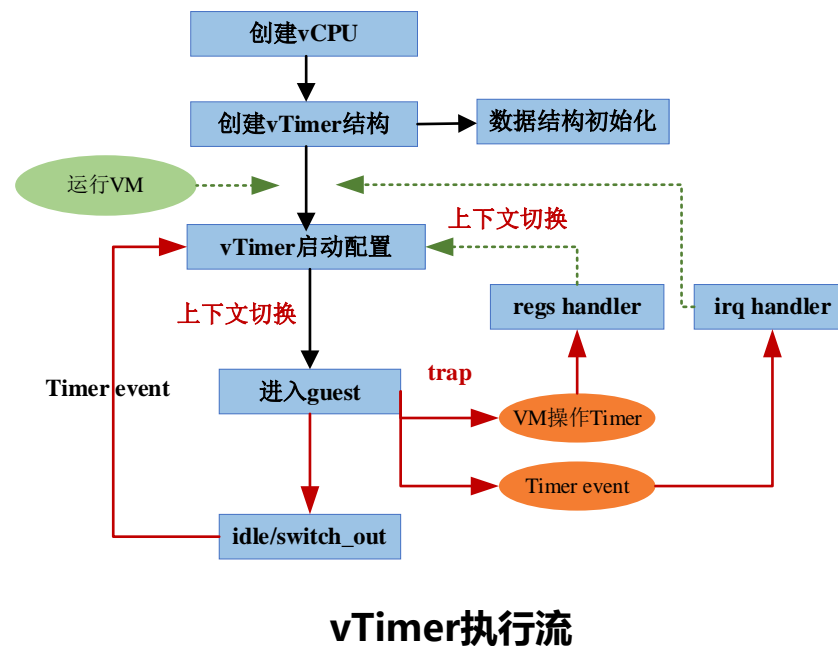 创建vCPU
创建vTimer结构
数据结构初始化
运行VM
上下文切换
vTimer启动配置
regs handler
irq handler
上下文切换
Timer event
进入guest
trap
VM操作Timer
Timer event
idle/switch_out
vTimer执行流